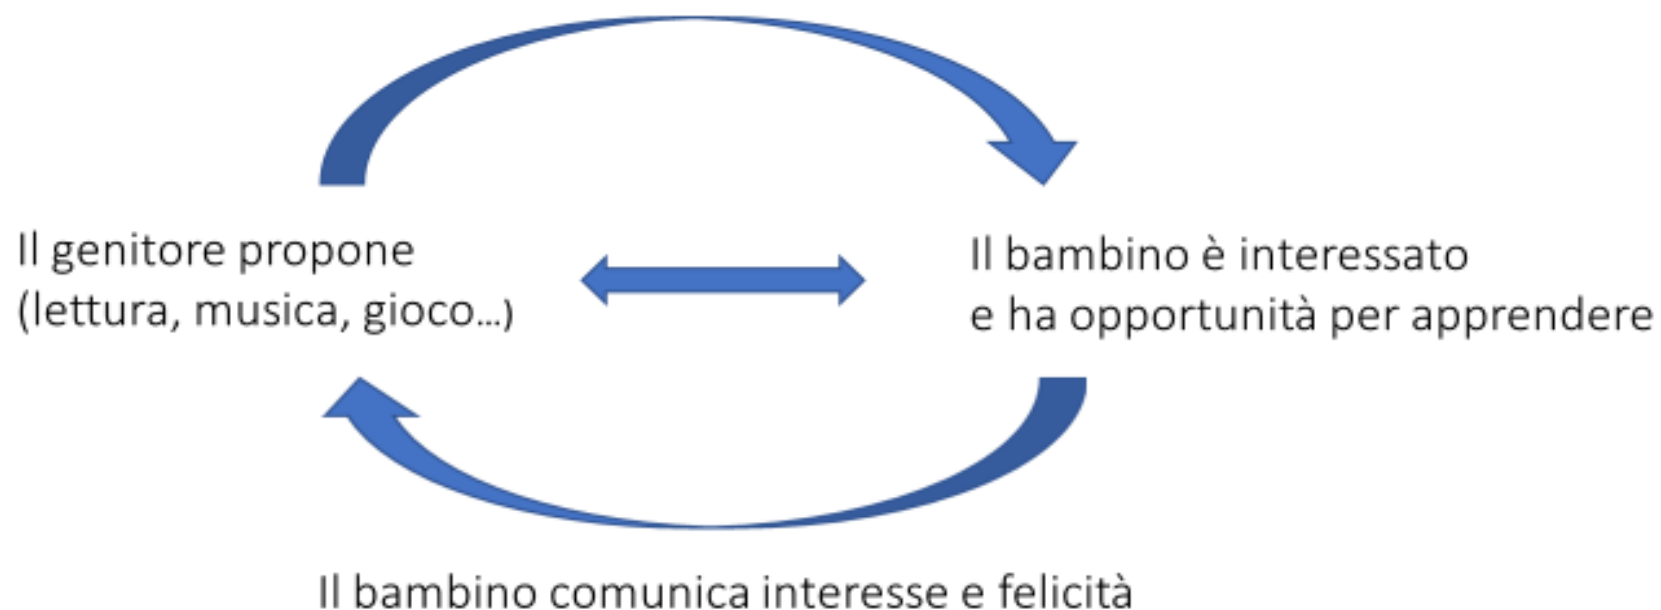 Il genitore propone
(lettura, musica, gioco...)
Il bambino è interessato
e ha opportunità per apprendere
Il bambino comunica interesse e felicità